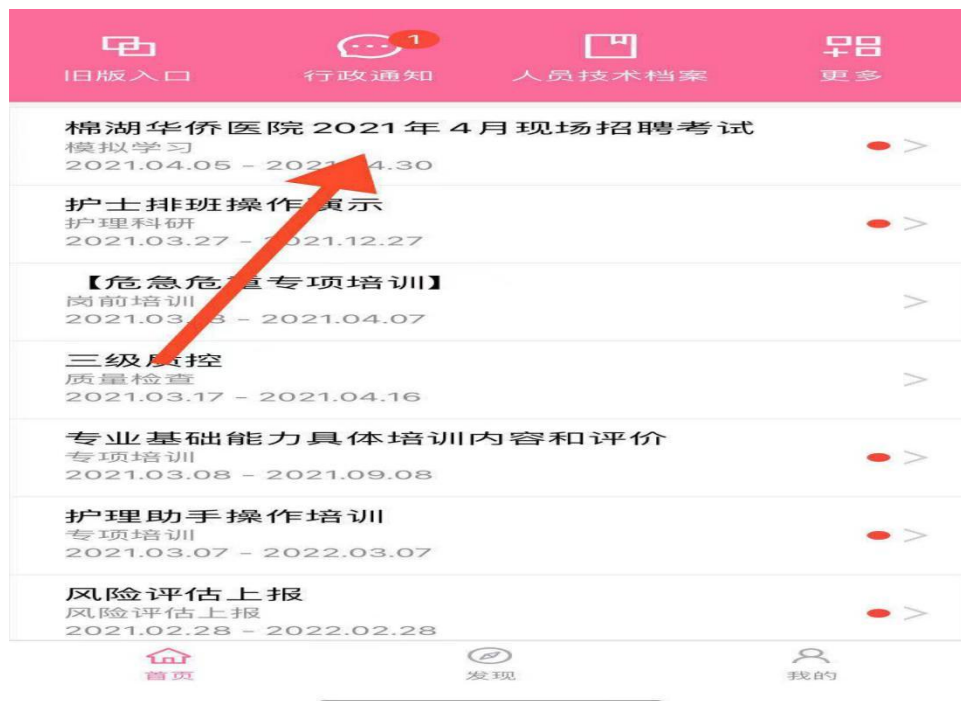 1
旧版入口 行政通知 人员技术档案 更多
棉湖华侨医院2021年4月现场招聘考试
模拟学习
2021.04.05 - 2021.04.30
护士排班操作演示
护理科研
2021.03.27 - 2021.12.27
【危急危重专项培训】
岗前培训
2021.03. - 2021.04.07
三级质控
质量检查
2021.03.17 - 2021.04.16
专业基础能力具体培训内容和评价
专项培训
2021.03.08 - 2021.09.08
护理助手操作培训
专项培训
2021.03.07 - 2022.03.07
风险评估上报
风险评估上报
2021.02.28 - 2022.02.28
首页 发现 我的